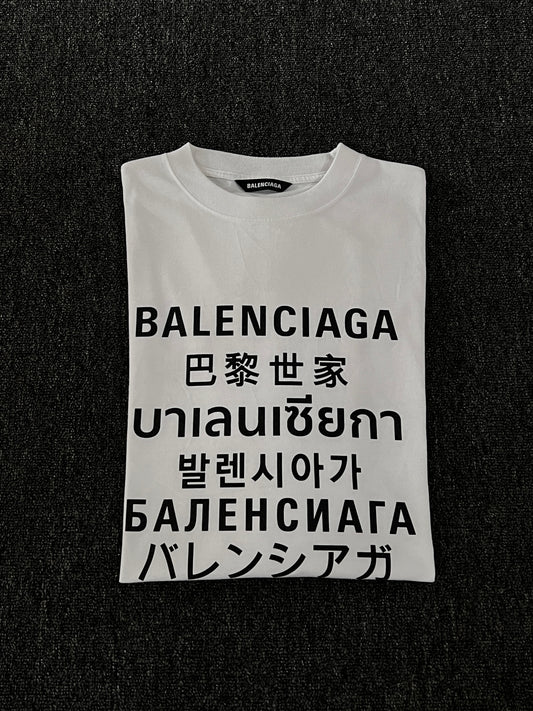 BALENCIAGA
BALENCIAGA
巴黎世家
บาเลนเซียกา
발렌시아가
БАЛЕНСИАГА
バレンシアガ